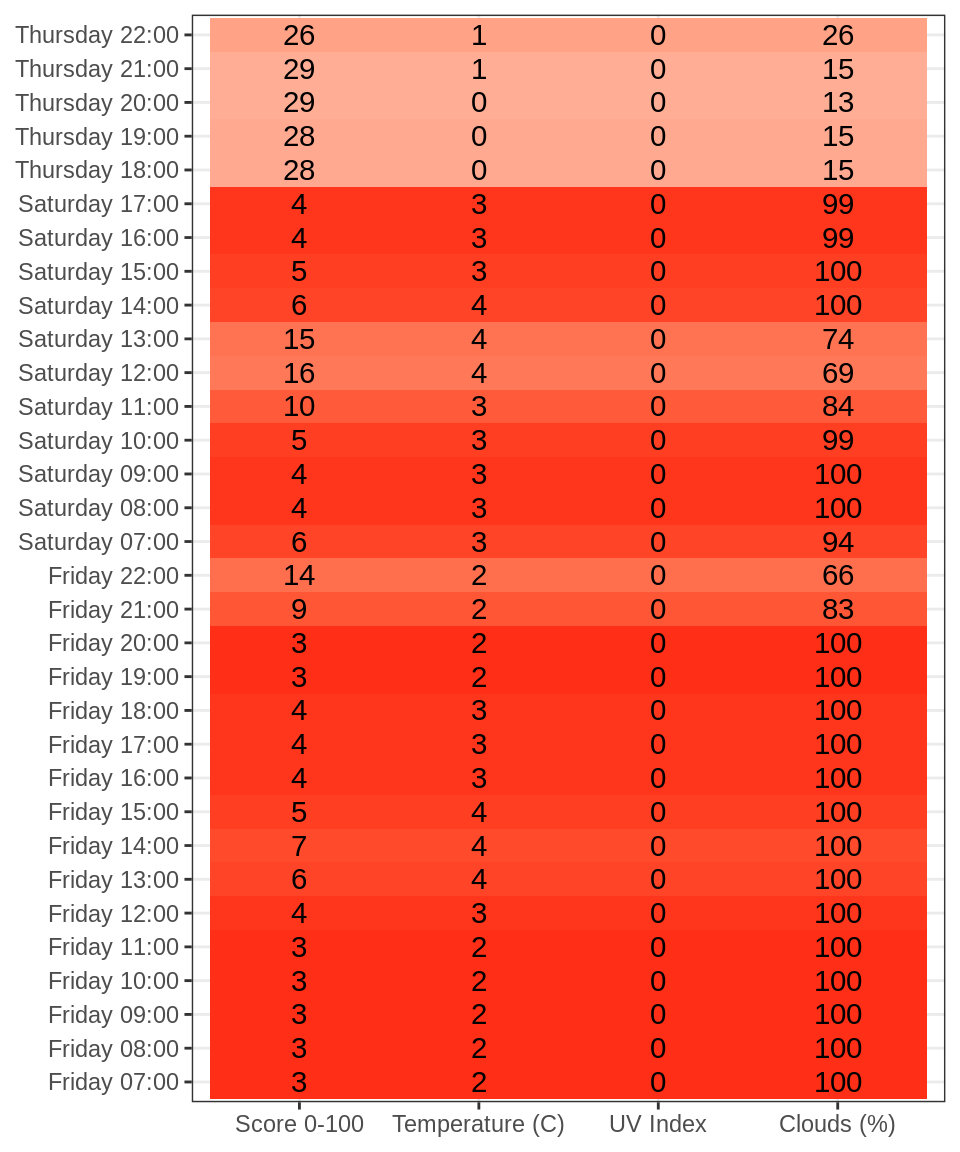 Thursday 22:00 26 1 0 26
Thursday 21:00 29 1 0 15
Thursday 20:00 29 0 0 13
Thursday 19:00 28 0 0 15
Thursday 18:00 28 0 0 15
Saturday 17:00 4 3 0 99
Saturday 16:00 4 3 0 99
Saturday 15:00 5 3 0 100
Saturday 14:00 6 4 0 100
Saturday 13:00 15 4 0 74
Saturday 12:00 16 4 0 69
Saturday 11:00 10 3 0 84
Saturday 10:00 5 3 0 99
Saturday 09:00 4 3 0 100
Saturday 08:00 4 3 0 100
Saturday 07:00 6 3 0 94
Friday 22:00 14 2 0 66
Friday 21:00 9 2 0 83
Friday 20:00 3 2 0 100
Friday 19:00 3 2 0 100
Friday 18:00 4 3 0 100
Friday 17:00 4 3 0 100
Friday 16:00 4 3 0 100
Friday 15:00 5 4 0 100
Friday 14:00 7 4 0 100
Friday 13:00 6 4 0 100
Friday 12:00 4 3 0 100
Friday 11:00 3 2 0 100
Friday 10:00 3 2 0 100
Friday 09:00 3 2 0 100
Friday 08:00 3 2 0 100
Friday 07:00 3 2 0 100
Score 0-100 Temperature (C) UV Index Clouds (%)